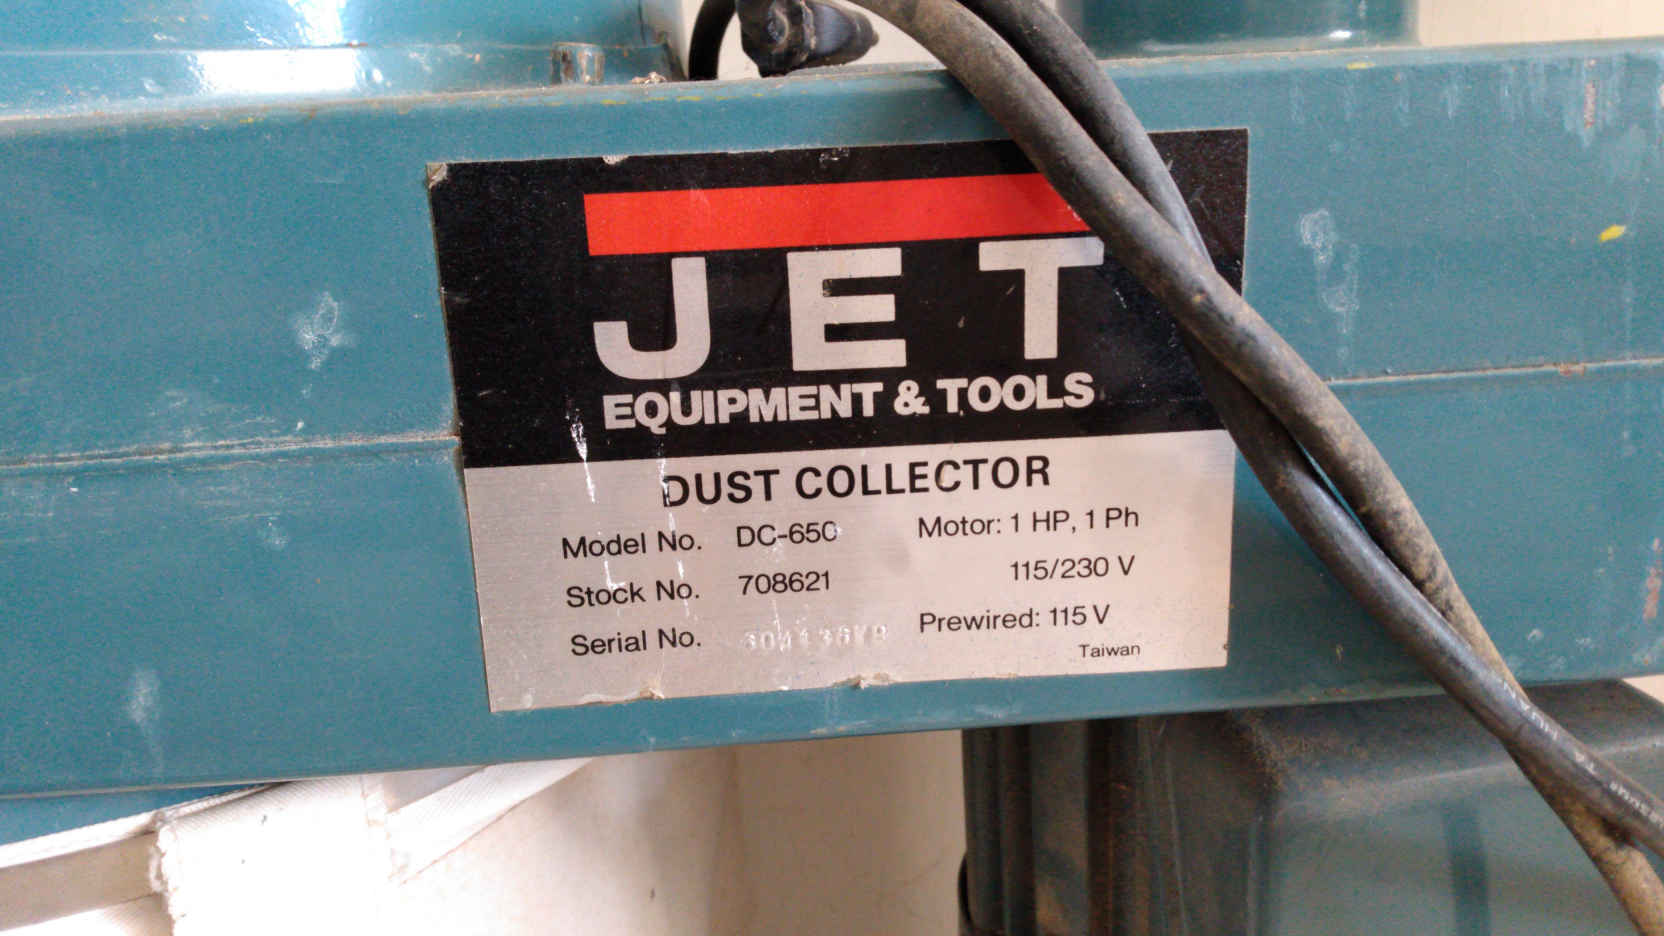 JET
EQUIPMENT & TOOLS
DUST COLLECTOR
Model No. DC-650 Motor: 1 HP, 1 Ph
Stock No. 708621 115/230 V
Serial No. Prewired: 115 V
Taiwan